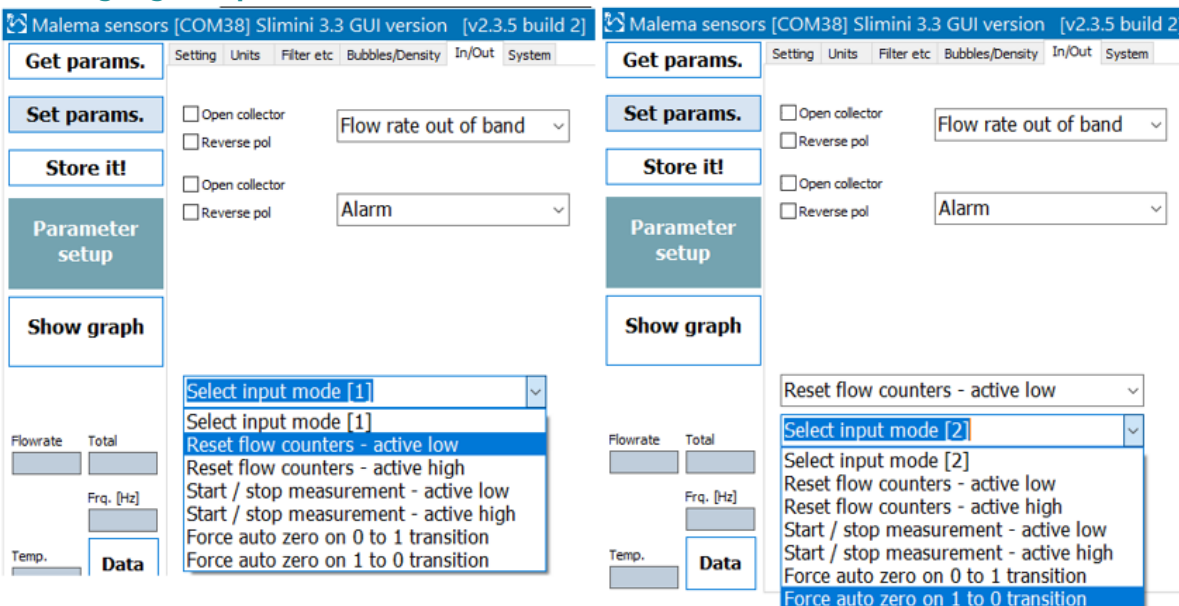 Malema sensors [COM38] Slimini 3.3 GUI version [v2.3.5 build 2]
Get params.
Setting Units Filter etc Bubbles/Density In/Out System
Set params.
Open collector
Reverse pol
Flow rate out of band
Store it!
Open collector
Reverse pol
Alarm
Parameter
setup
Show graph
Select input mode [1]
Select input mode [1]
Reset flow counters - active low
Reset flow counters - active high
Start / stop measurement - active low
Start / stop measurement - active high
Force auto zero on 0 to 1 transition
Force auto zero on 1 to 0 transition
Flowrate Total
Frq. [Hz]
Temp.
Data
Malema sensors [COM38] Slimini 3.3 GUI version [v2.3.5 build 2
Get params.
Setting Units Filter etc Bubbles/Density In/Out System
Set params.
Open collector
Reverse pol
Flow rate out of band
Store it!
Open collector
Reverse pol
Alarm
Parameter
setup
Show graph
Reset flow counters - active low
Select input mode [2]
Select input mode [2]
Reset flow counters - active low
Reset flow counters - active high
Start / stop measurement - active low
Start / stop measurement - active high
Force auto zero on 0 to 1 transition
Force auto zero on 1 to 0 transition
Flowrate Total
Frq. [Hz]
Temp.
Data